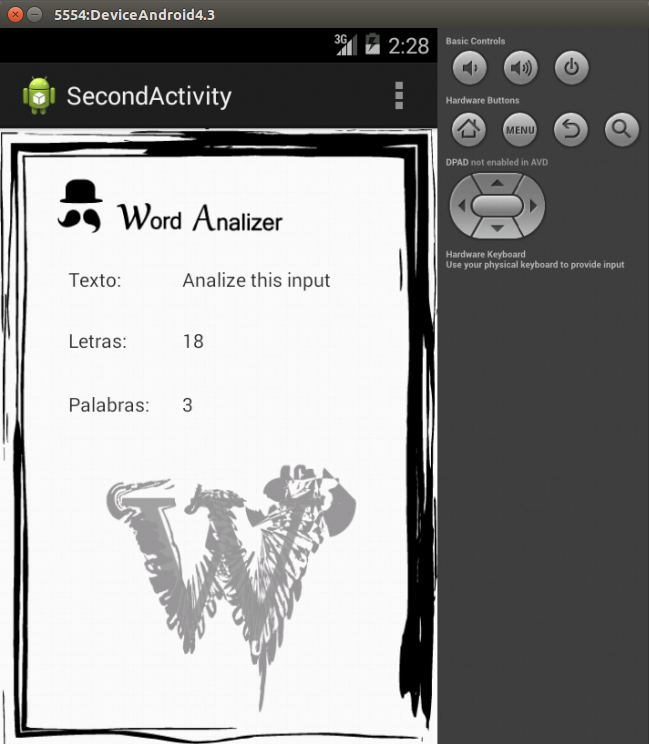 5554:DeviceAndroid4.3
3G 2:28
SecondActivity
Word Analizer
Texto: Analize this input
Letras: 18
Palabras: 3
W
Basic Controls
Hardware Buttons
MENU
DPAD not enabled in AVD
Hardware Keyboard
Use your physical keyboard to provide input